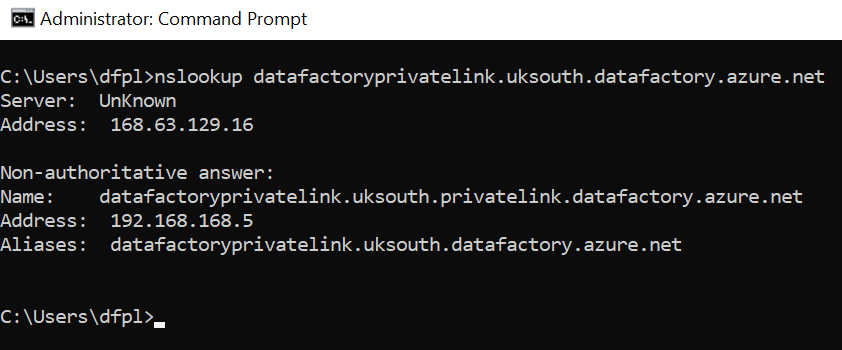 Administrator: Command Prompt
C:\Users\dfpl>nslookup datafactoryprivatelink.uksouth.datafactory.azure.net
Server:  UnKnown
Address:  168.63.129.16
Non-authoritative answer:
Name:    datafactoryprivatelink.uksouth.privatelink.datafactory.azure.net
Address:  192.168.168.5
Aliases:  datafactoryprivatelink.uksouth.datafactory.azure.net
C:\Users\dfpl>